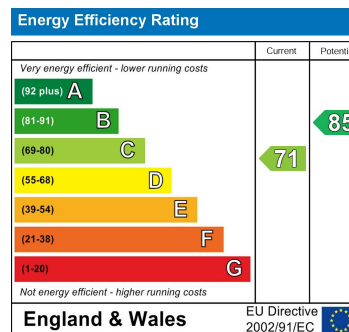 Energy Efficiency Rating
Current
Potenti
Very energy efficient - lower running costs
(92 plus) A
(81-91) B
85
(69-80) C
71
(55-68) D
(39-54) E
(21-38) F
(1-20) G
Not energy efficient - higher running costs
England & Wales
EU Directive
2002/91/EC